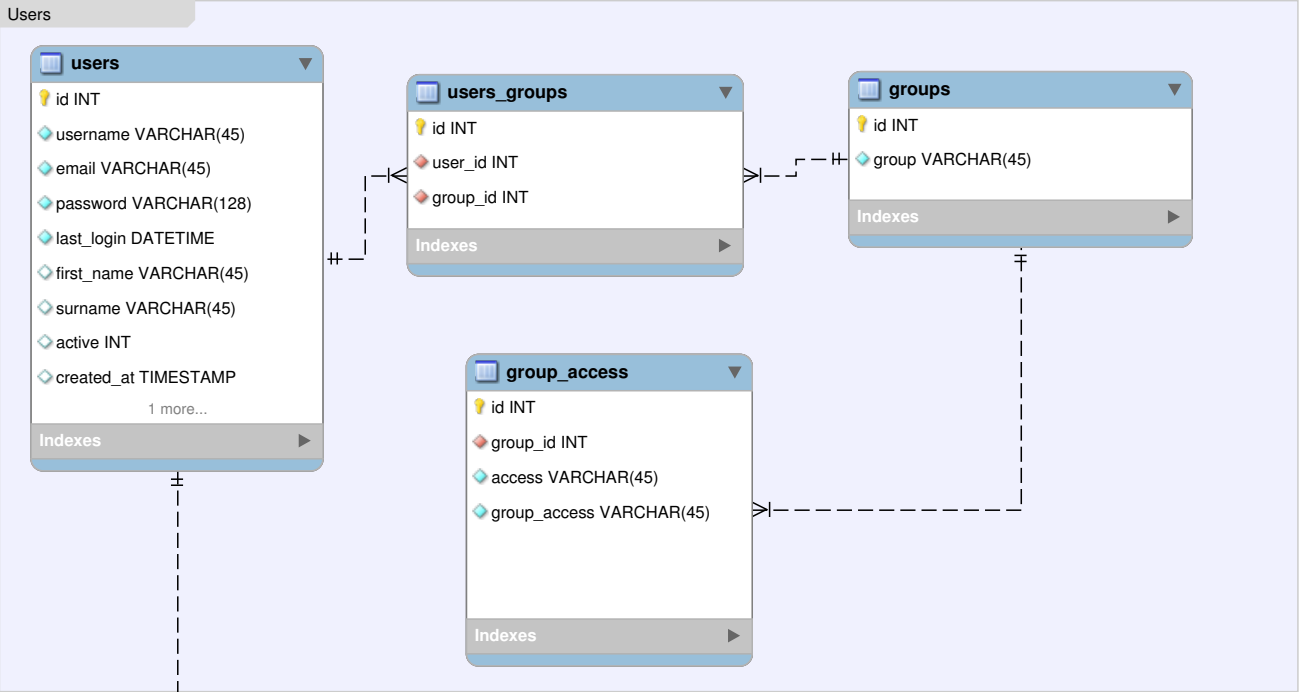 Users
users
id INT
username VARCHAR(45)
email VARCHAR(45)
password VARCHAR(128)
last_login DATETIME
first_name VARCHAR(45)
surname VARCHAR(45)
active INT
created_at TIMESTAMP
1 more...
Indexes
users_groups
id INT
user_id INT
group_id INT
Indexes
groups
id INT
group VARCHAR(45)
Indexes
group_access
id INT
group_id INT
access VARCHAR(45)
group_access VARCHAR(45)
Indexes